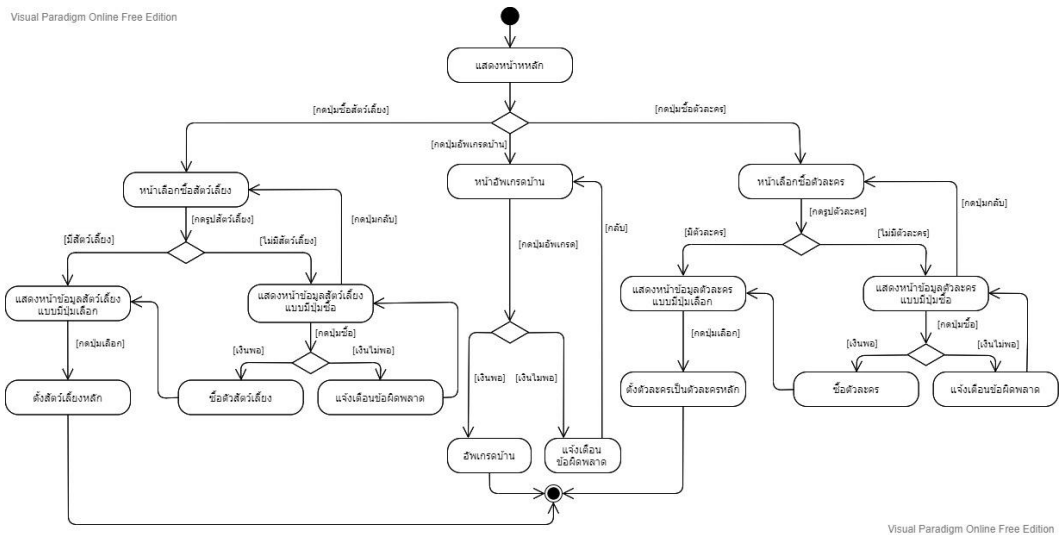 Visual Paradigm Online Free Edition
แสดงหน้าหหลัก
[กดปุ่มซื้อสัตว์เลี้ยง]
[กดปุ่มซื้อตัวละคร]
[กดปุ่มอัพเกรดบ้าน]
หน้าเลือกซื้อสัตว์เลี้ยง
หน้าอัพเกรดบ้าน
หน้าเลือกซื้อตัวละคร
[กดรูปสัตว์เลี้ยง]
[กดปุ่มกลับ]
[กลับ]
[กดรูปตัวละคร]
[กดปุ่มกลับ]
[มีสัตว์เลี้ยง]
[ไม่มีสัตว์เลี้ยง]
[กดปุ่มอัพเกรด]
[มีตัวละคร]
[ไม่มีตัวละคร]
แสดงหน้าข้อมูลสัตว์เลี้ยง
แบบมีปุ่มเลือก
แสดงหน้าข้อมูลสัตว์เลี้ยง
แบบมีปุ่มซื้อ
แสดงหน้าข้อมูลตัวละคร
แบบมีปุ่มเลือก
แสดงหน้าข้อมูลตัวละคร
แบบมีปุ่มซื้อ
[กดปุ่มเลือก]
[กดปุ่มซื้อ]
[กดปุ่มเลือก]
[กดปุ่มซื้อ]
[เงินพอ]
[เงินไม่พอ]
[เงินพอ]
[เงินไม่พอ]
[เงินพอ]
[เงินไม่พอ]
ตั้งสัตว์เลี้ยงหลัก
ซื้อตัวสัตว์เลี้ยง
แจ้งเตือนข้อผิดพลาด
ตั้งตัวละครเป็นตัวละครหลัก
ซื้อตัวละคร
แจ้งเตือนข้อผิดพลาด
อัพเกรดบ้าน
แจ้งเตือน
ข้อผิดพลาด
Visual Paradigm Online Free Edition